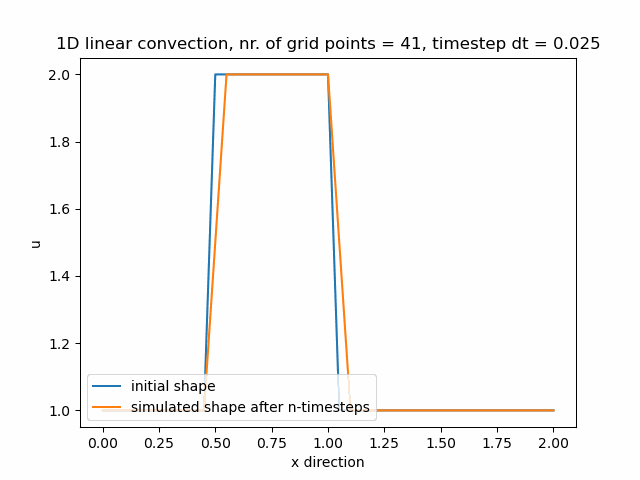 1D linear convection, nr. of grid points = 41, timestep dt = 0.025
2.0
1.8
1.6
1.4
1.2
1.0
u
initial shape
simulated shape after n-timesteps
0.00 0.25 0.50 0.75 1.00 1.25 1.50 1.75 2.00
x direction